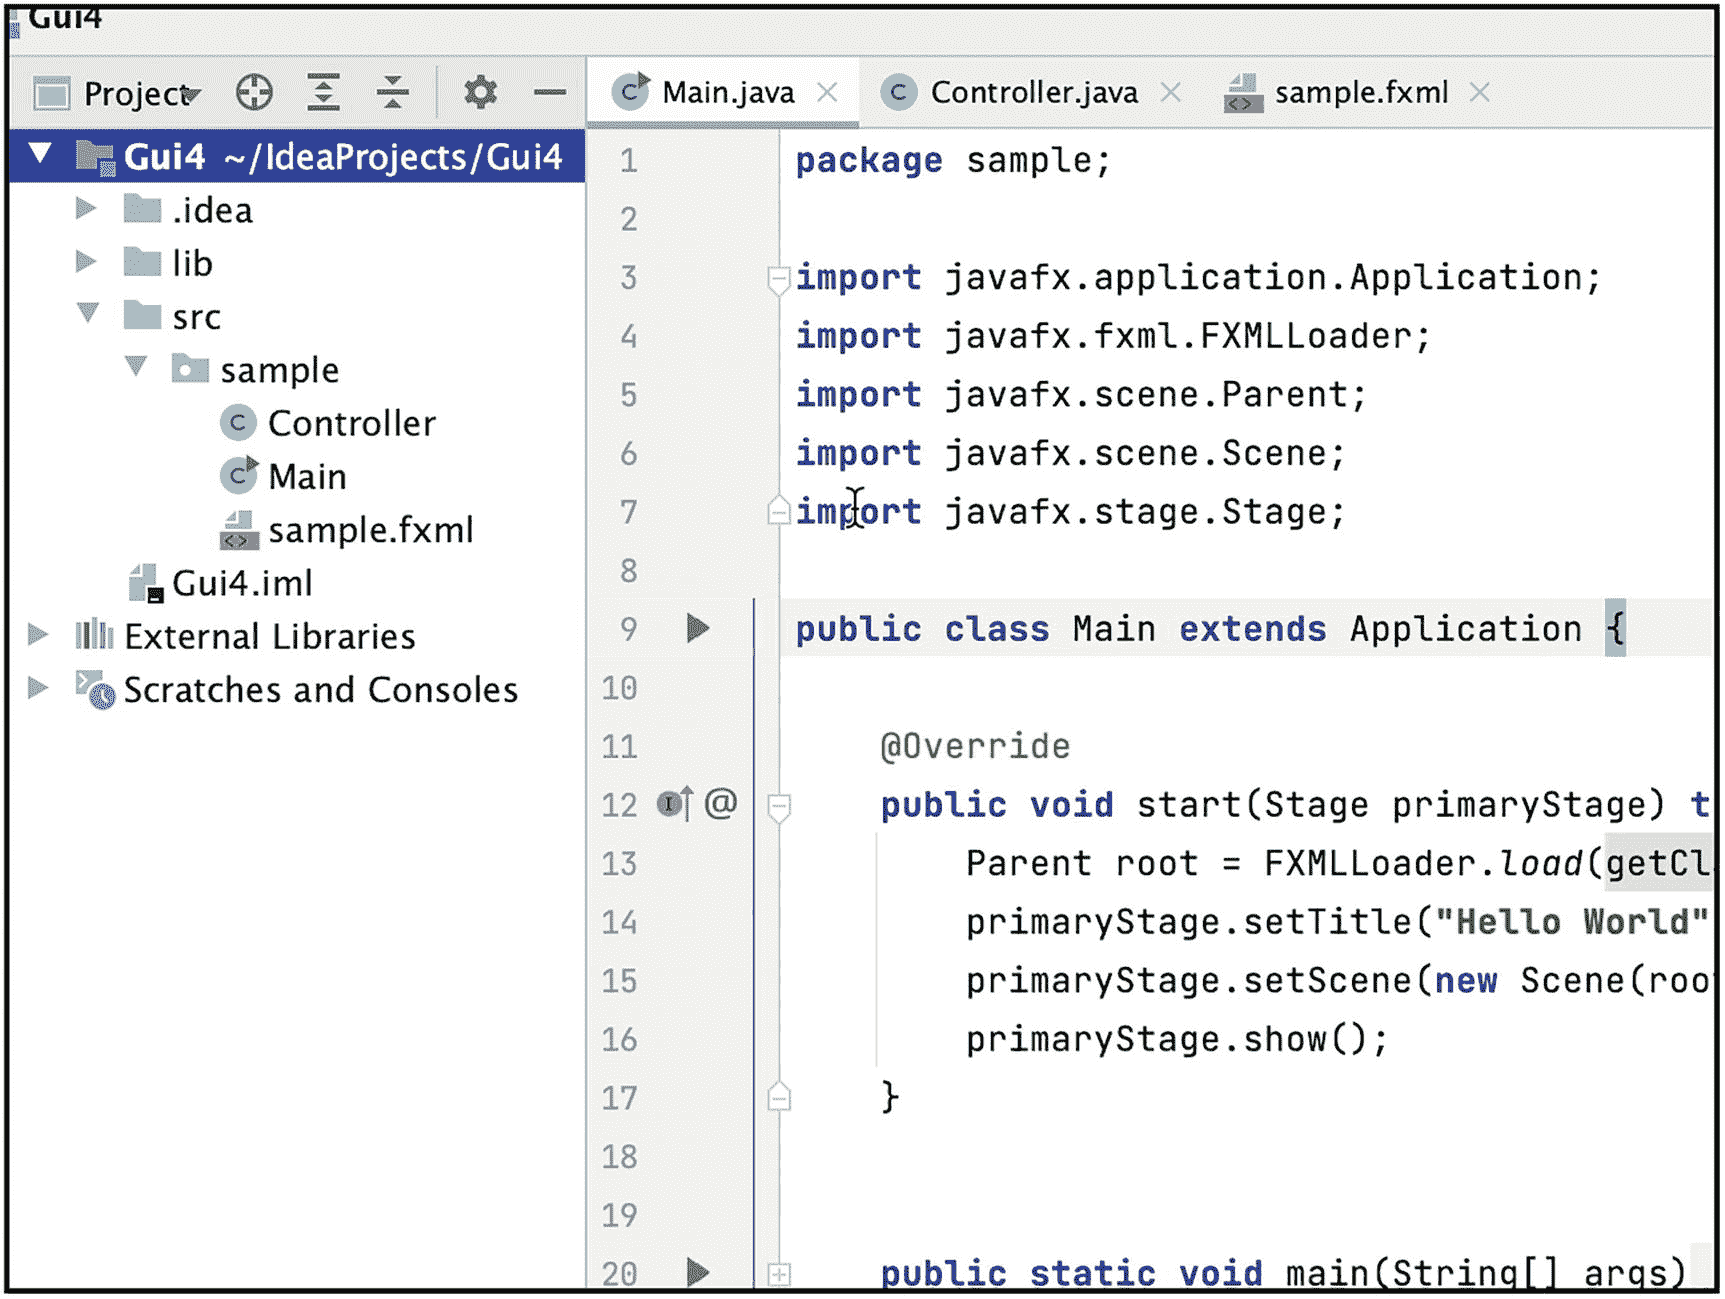 Gui4
Project
Main.java
Controller.java
sample.fxml
Gui4 ~/IdeaProjects/Gui4
.idea
lib
src
sample
Controller
Main
sample.fxml
Gui4.iml
External Libraries
Scratches and Consoles
1 package sample;
2
3 import javafx.application.Application;
4 import javafx.fxml.FXMLLoader;
5 import javafx.scene.Parent;
6 import javafx.scene.Scene;
7 import javafx.stage.Stage;
8
9 public class Main extends Application {
10
11 @Override
12 public void start(Stage primaryStage) t
13 Parent root = FXMLLoader.load(getCl
14 primaryStage.setTitle("Hello World"
15 primaryStage.setScene(new Scene(roo
16 primaryStage.show();
17 }
18
19
20 public static void main(String[] args)